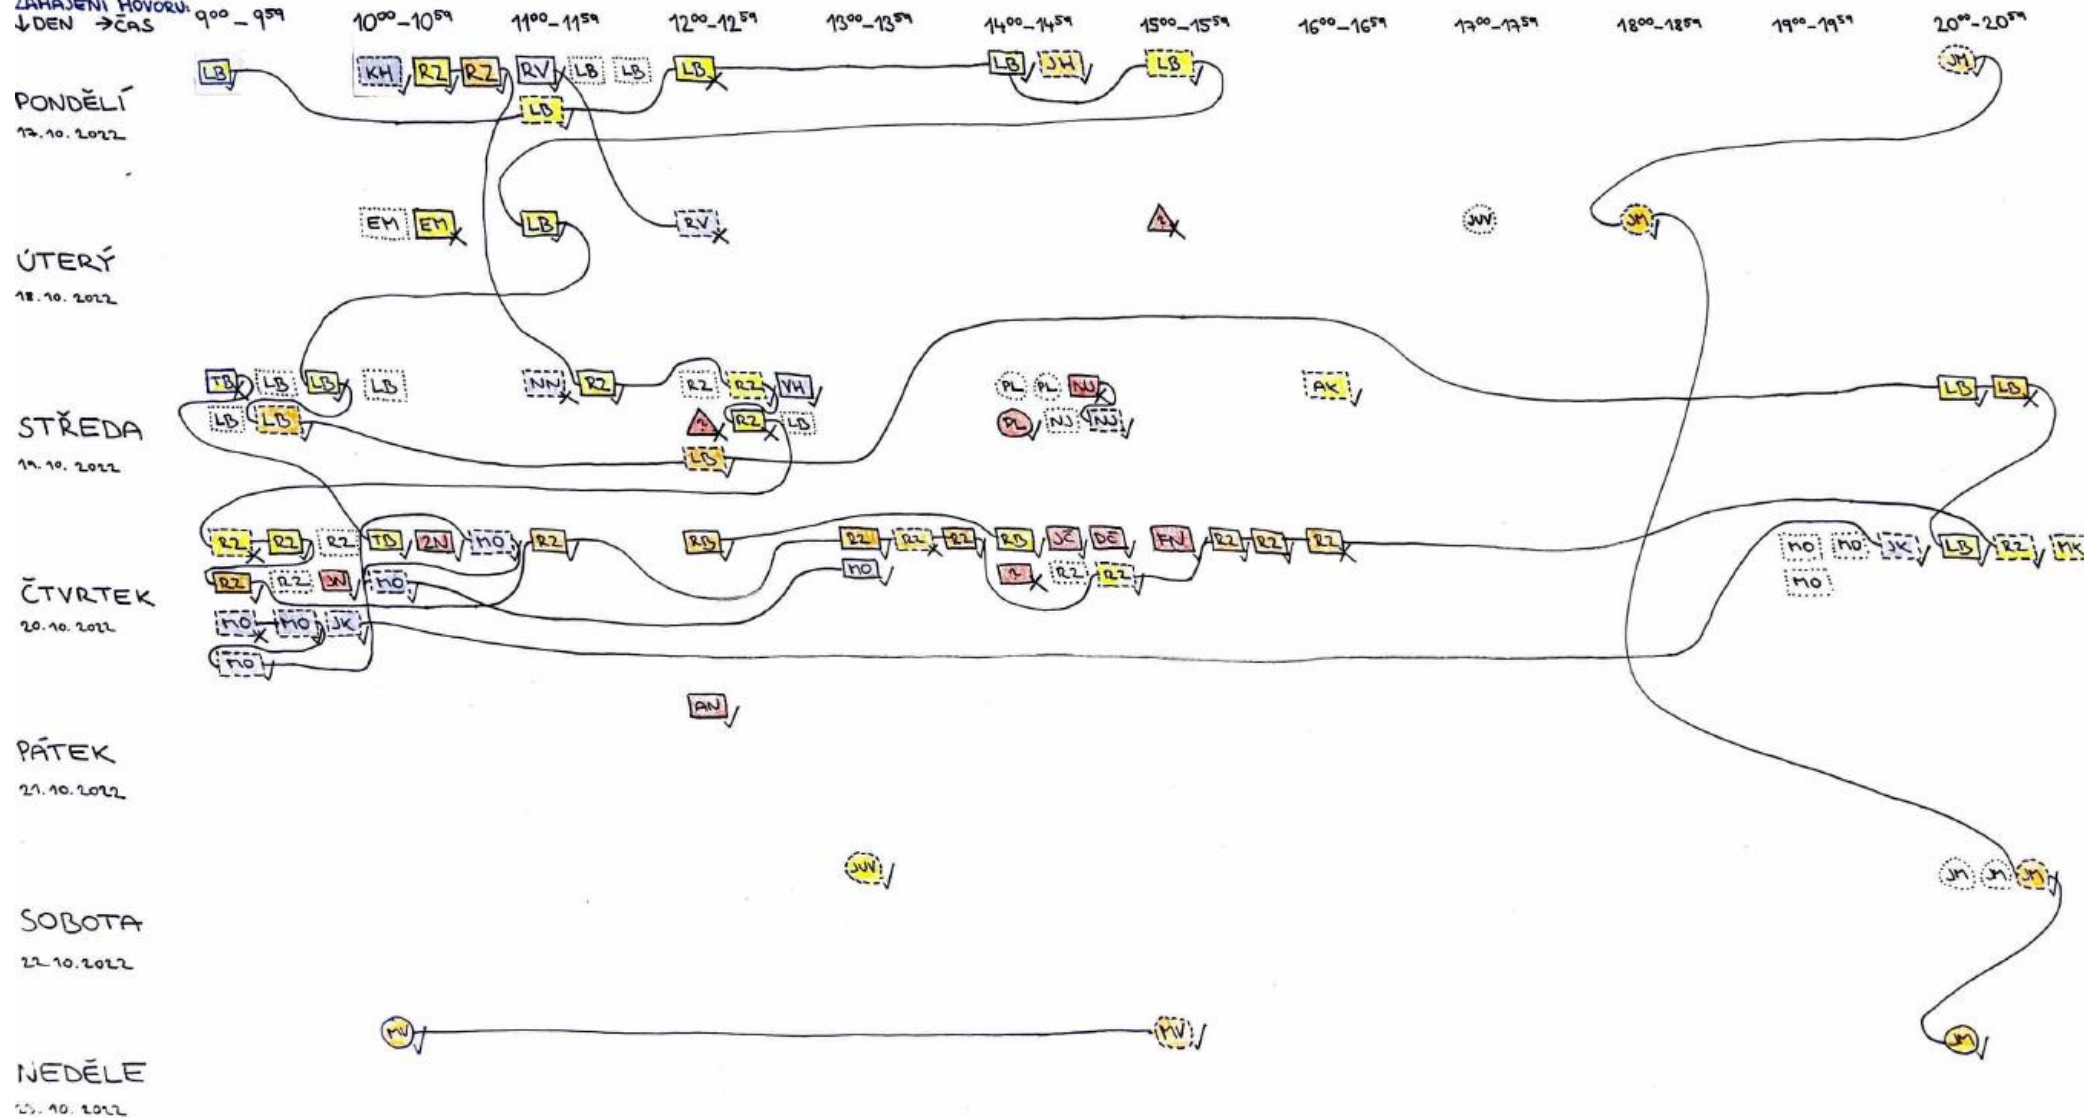 ZAHÁJENÍ HOVORU:
↓DEN →ČAS 9⁰⁰-9⁵⁹ 10⁰⁰-10⁵⁹ 11⁰⁰-11⁵⁹ 12⁰⁰-12⁵⁹ 13⁰⁰-13⁵⁹ 14⁰⁰-14⁵⁹ 15⁰⁰-15⁵⁹ 16⁰⁰-16⁵⁹ 17⁰⁰-17⁵⁹ 18⁰⁰-18⁵⁹ 19⁰⁰-19⁵⁹ 20⁰⁰-20⁵⁹
LB KH RZ RZ RV LB LB LB LB JH LB JM
PONDĚLÍ LB
17.10.2022
EM EM LB RV ? JUV JM
ÚTERÝ
18.10.2022
TB LB LB LB NN RZ RZ RZ VH PL PL NJ AK LB LB
STŘEDA LB LB ? RZ LB PL NJ NJ
19.10.2022 LB
RZ RZ RZ TB ZN MO RZ RB RZ RZ RZ RB JČ DČ FN RZ RZ RZ MO MO JK LB RZ MK
ČTVRTEK RZ RZ JN MO MO ? RZ RZ MO
20.10.2022 MO MO JK
MO
AN
PÁTEK
21.10.2022
JUV JM JM JM
SOBOTA
22.10.2022
MV MV JM
NEDĚLE
23.10.2022